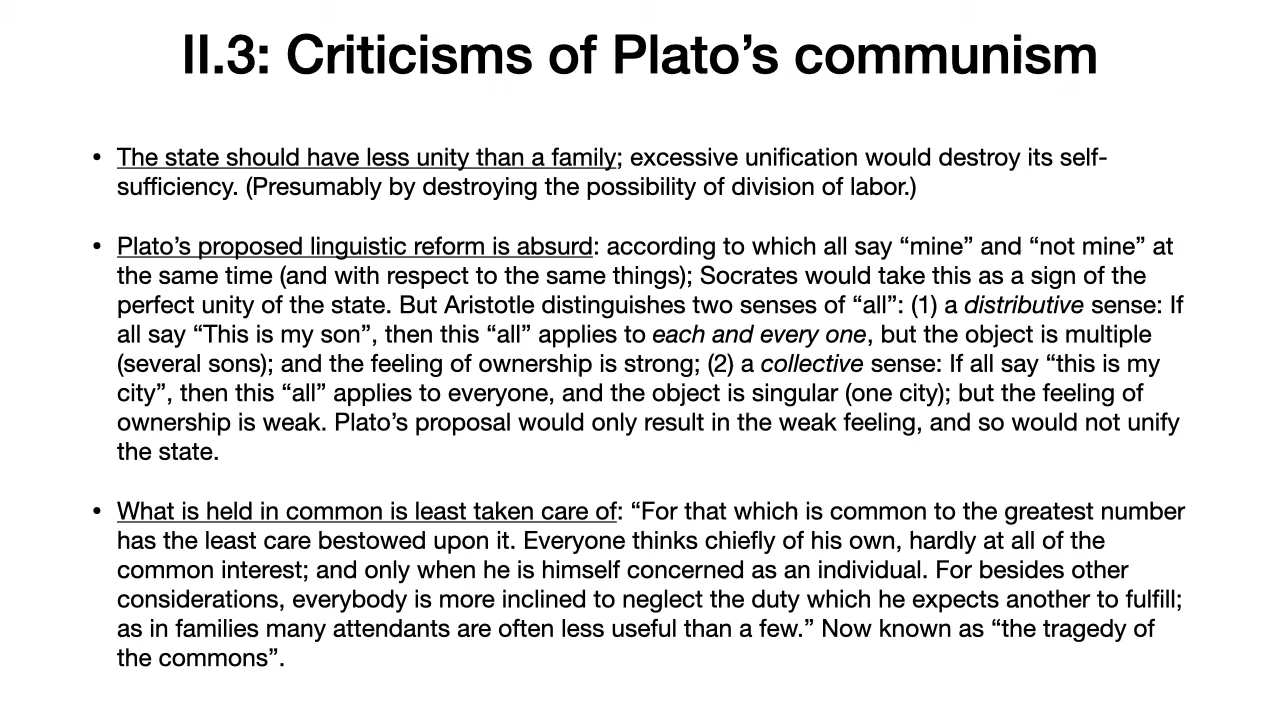 II.3: Criticisms of Plato’s communism
• The state should have less unity than a family; excessive unification would destroy its self-
sufficiency. (Presumably by destroying the possibility of division of labor.)
• Plato’s proposed linguistic reform is absurd: according to which all say “mine” and “not mine” at
the same time (and with respect to the same things); Socrates would take this as a sign of the
perfect unity of the state. But Aristotle distinguishes two senses of “all”: (1) a distributive sense: If
all say “This is my son”, then this “all” applies to each and every one, but the object is multiple
(several sons); and the feeling of ownership is strong; (2) a collective sense: If all say “this is my
city”, then this “all” applies to everyone, and the object is singular (one city); but the feeling of
ownership is weak. Plato’s proposal would only result in the weak feeling, and so would not unify
the state.
• What is held in common is least taken care of: “For that which is common to the greatest number
has the least care bestowed upon it. Everyone thinks chiefly of his own, hardly at all of the
common interest; and only when he is himself concerned as an individual. For besides other
considerations, everybody is more inclined to neglect the duty which he expects another to fulfill;
as in families many attendants are often less useful than a few.” Now known as “the tragedy of
the commons”.